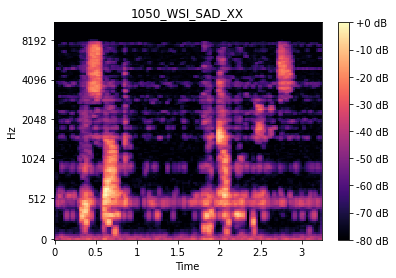 1050_WSI_SAD_XX
8192
4096
2048
1024
512
0
Hz
0
0.5
1
1.5
2
2.5
3
Time
+0 dB
-10 dB
-20 dB
-30 dB
-40 dB
-50 dB
-60 dB
-70 dB
-80 dB